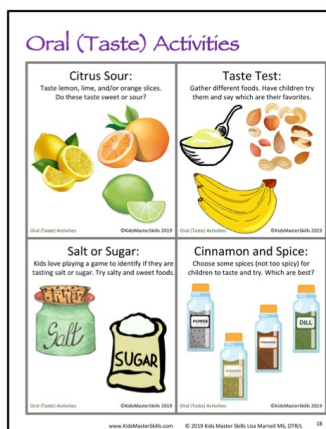 Oral (Taste) Activities
Citrus Sour:
Taste lemon, lime, and/or orange slices.
Do these taste sweet or sour?
Oral (Taste) Activities
©KidsMasterSkills 2019
Taste Test:
Gather different foods. Have children try
them and say which are their favorites.
Oral (Taste) Activities
©KidsMasterSkills 2019
Salt or Sugar:
Kids love playing a game to identify if they are
tasting salt or sugar. Try salty and sweet foods.
Salt
SUGAR
Oral (Taste) Activities
©KidsMasterSkills 2019
Cinnamon and Spice:
Choose some spices (not too spicy) for
children to taste and try. Which are best?
PEPPER
DILL
Oral (Taste) Activities
©KidsMasterSkills 2019
www.KidsMasterSkills.com
© 2019 Kids Master Skills Lisa Marnell MS, OTR/L
18